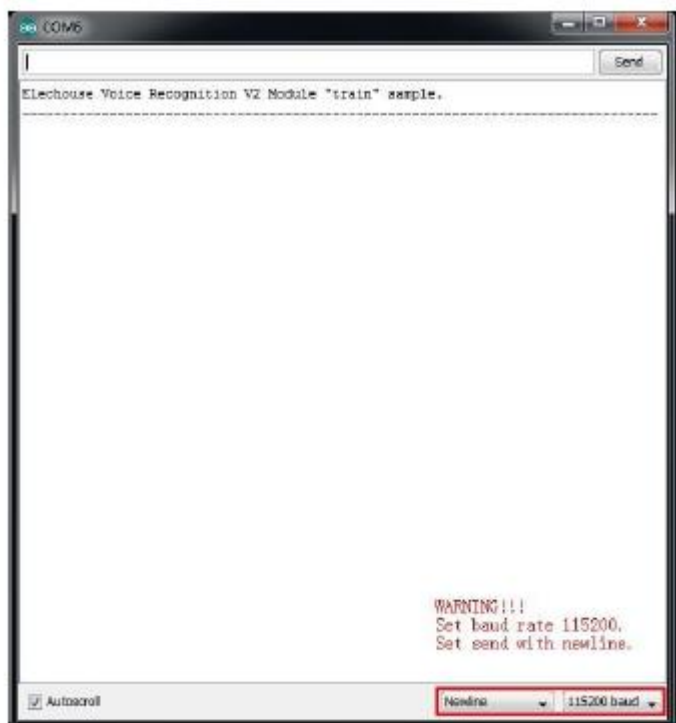 COM6
Send
Elechouse Voice Recognition V2 Module "train" sample.
WARNING!!!
Set baud rate 115200.
Set send with newline.
Autoscroll
Newline
115200 baud